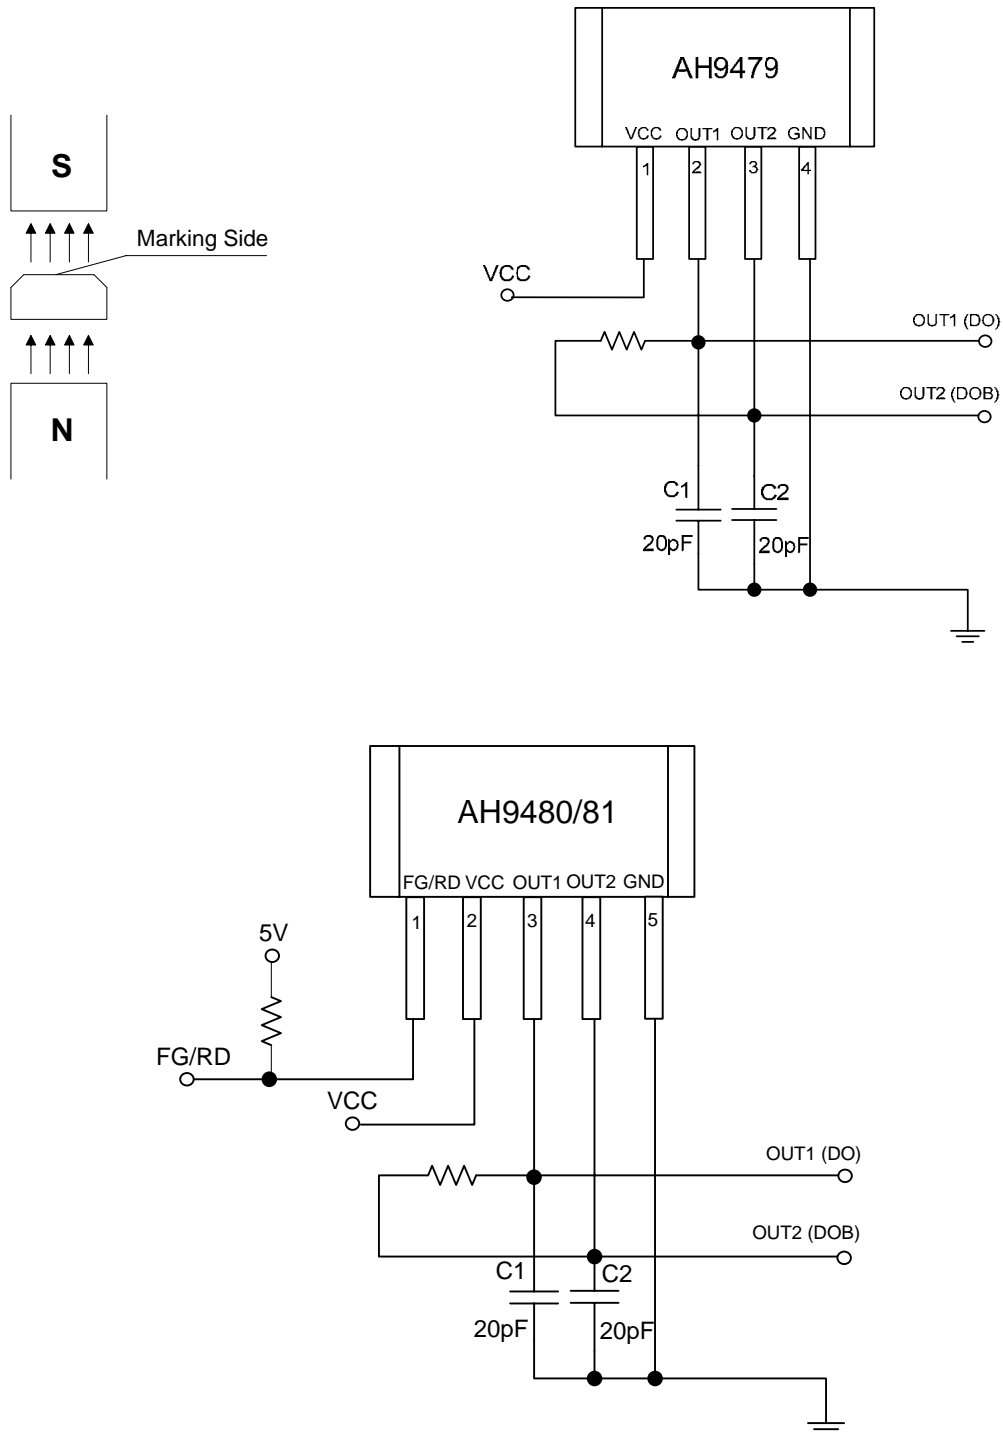 S
Marking Side
N
AH9479
VCC OUT1 OUT2 GND
1 2 3 4
VCC
OUT1 (DO)
OUT2 (DOB)
C1 C2
20pF 20pF
AH9480/81
FG/RD VCC OUT1 OUT2 GND
1 2 3 4 5
5V
FG/RD
VCC
OUT1 (DO)
OUT2 (DOB)
C1 C2
20pF 20pF